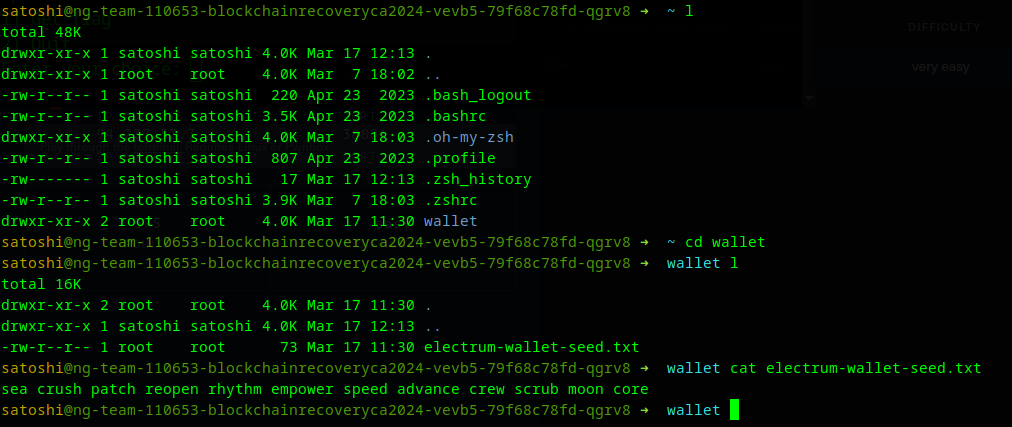 satoshi@ng-team-110653-blockchainrecoveryca2024-vevb5-79f68c78fd-qgrv8 → ~ l
total 48K
drwxr-xr-x 1 satoshi satoshi 4.0K Mar 17 12:13 .
drwxr-xr-x 1 root    root    4.0K Mar  7 18:02 ..
-rw-r--r-- 1 satoshi satoshi  220 Apr 23  2023 .bash_logout
-rw-r--r-- 1 satoshi satoshi 3.5K Apr 23  2023 .bashrc
drwxr-xr-x 1 satoshi satoshi 4.0K Mar  7 18:03 .oh-my-zsh
-rw-r--r-- 1 satoshi satoshi  807 Apr 23  2023 .profile
-rw------- 1 satoshi satoshi   17 Mar 17 12:13 .zsh_history
-rw-r--r-- 1 satoshi satoshi 3.9K Mar  7 18:03 .zshrc
drwxr-xr-x 2 root    root    4.0K Mar 17 11:30 wallet
satoshi@ng-team-110653-blockchainrecoveryca2024-vevb5-79f68c78fd-qgrv8 → ~ cd wallet
satoshi@ng-team-110653-blockchainrecoveryca2024-vevb5-79f68c78fd-qgrv8 → wallet l
total 16K
drwxr-xr-x 2 root    root    4.0K Mar 17 11:30 .
drwxr-xr-x 1 satoshi satoshi 4.0K Mar 17 12:13 ..
-rw-r--r-- 1 root    root      73 Mar 17 11:30 electrum-wallet-seed.txt
satoshi@ng-team-110653-blockchainrecoveryca2024-vevb5-79f68c78fd-qgrv8 → wallet cat electrum-wallet-seed.txt
sea crush patch reopen rhythm empower speed advance crew scrub moon core
satoshi@ng-team-110653-blockchainrecoveryca2024-vevb5-79f68c78fd-qgrv8 → wallet
DIFFICULTY
very easy